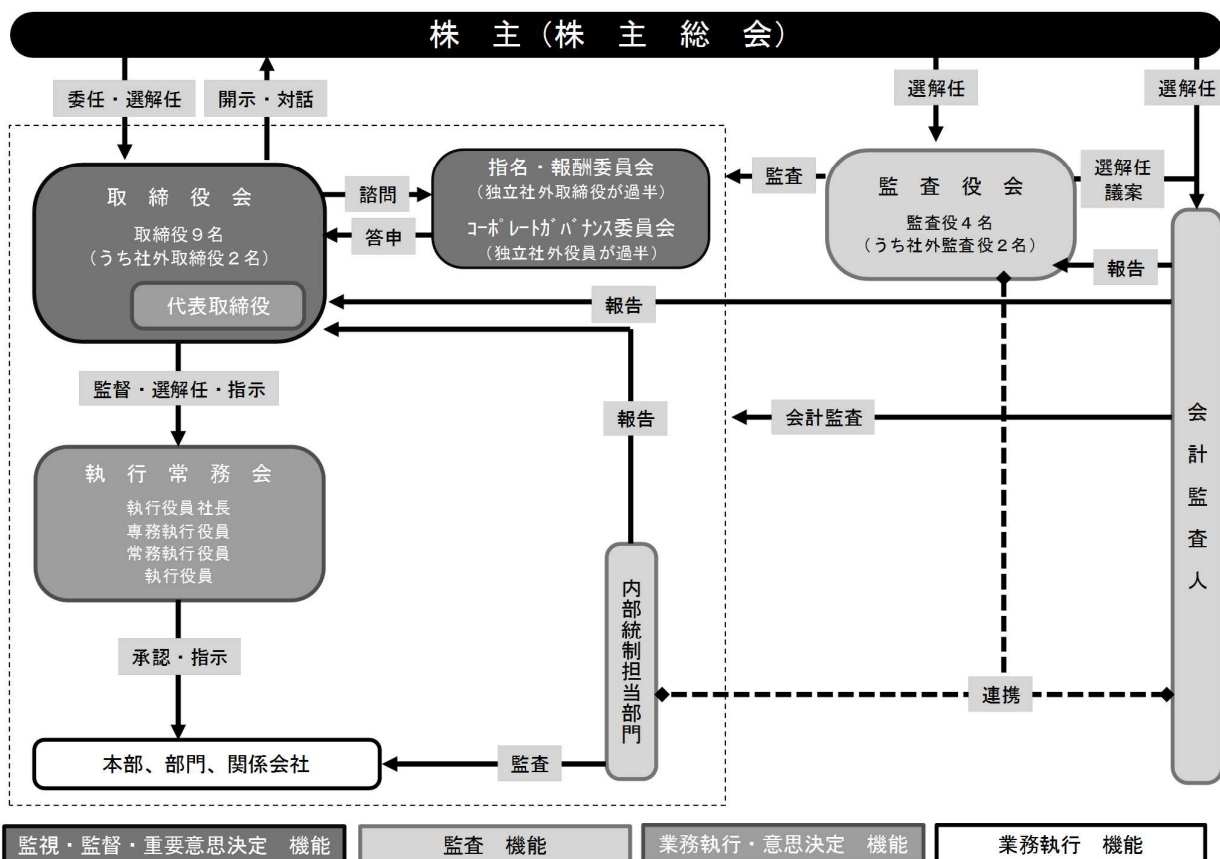 株 主（株 主 総 会）
委任・選解任
開示・対話
選解任
選解任
取 締 役 会
取締役９名
（うち社外取締役２名）
代表取締役
諮問
答申
指名・報酬委員会
（独立社外取締役が過半）
ｺｰﾎﾟﾚｰﾄｶﾞﾊﾞﾅﾝｽ委員会
（独立社外役員が過半）
監査
監 査 役 会
監査役４名
（うち社外監査役２名）
選解任
議案
報告
報告
監督・選解任・指示
報告
会計監査
会計監査人
執 行 常 務 会
執行役員社長
専務執行役員
常務執行役員
執行役員
内部統制担当部門
承認・指示
連携
本部、部門、関係会社
監査
監視・監督・重要意思決定 機能
監査 機能
業務執行・意思決定 機能
業務執行 機能